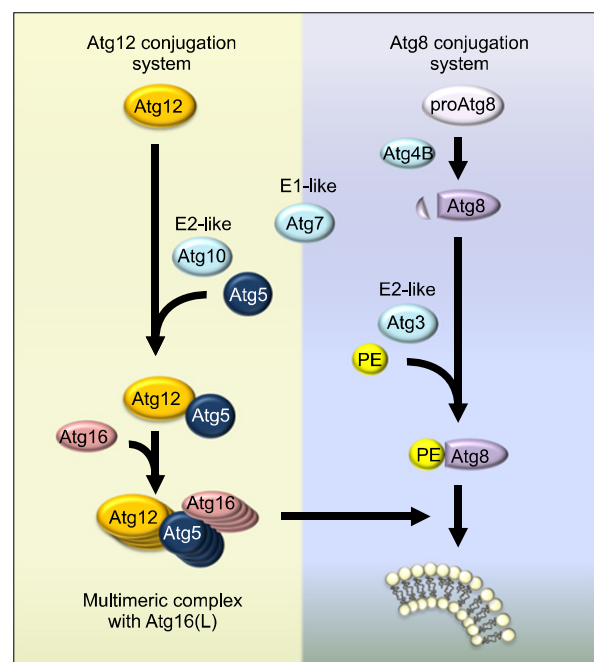 Atg12 conjugation
system
Atg12
E2-like
Atg10
Atg5
E1-like
Atg7
Atg12
Atg5
Atg16
Atg16
Atg12
Atg5
Multimeric complex
with Atg16(L)
Atg8 conjugation
system
proAtg8
Atg4B
Atg8
E2-like
Atg3
PE
PE
Atg8